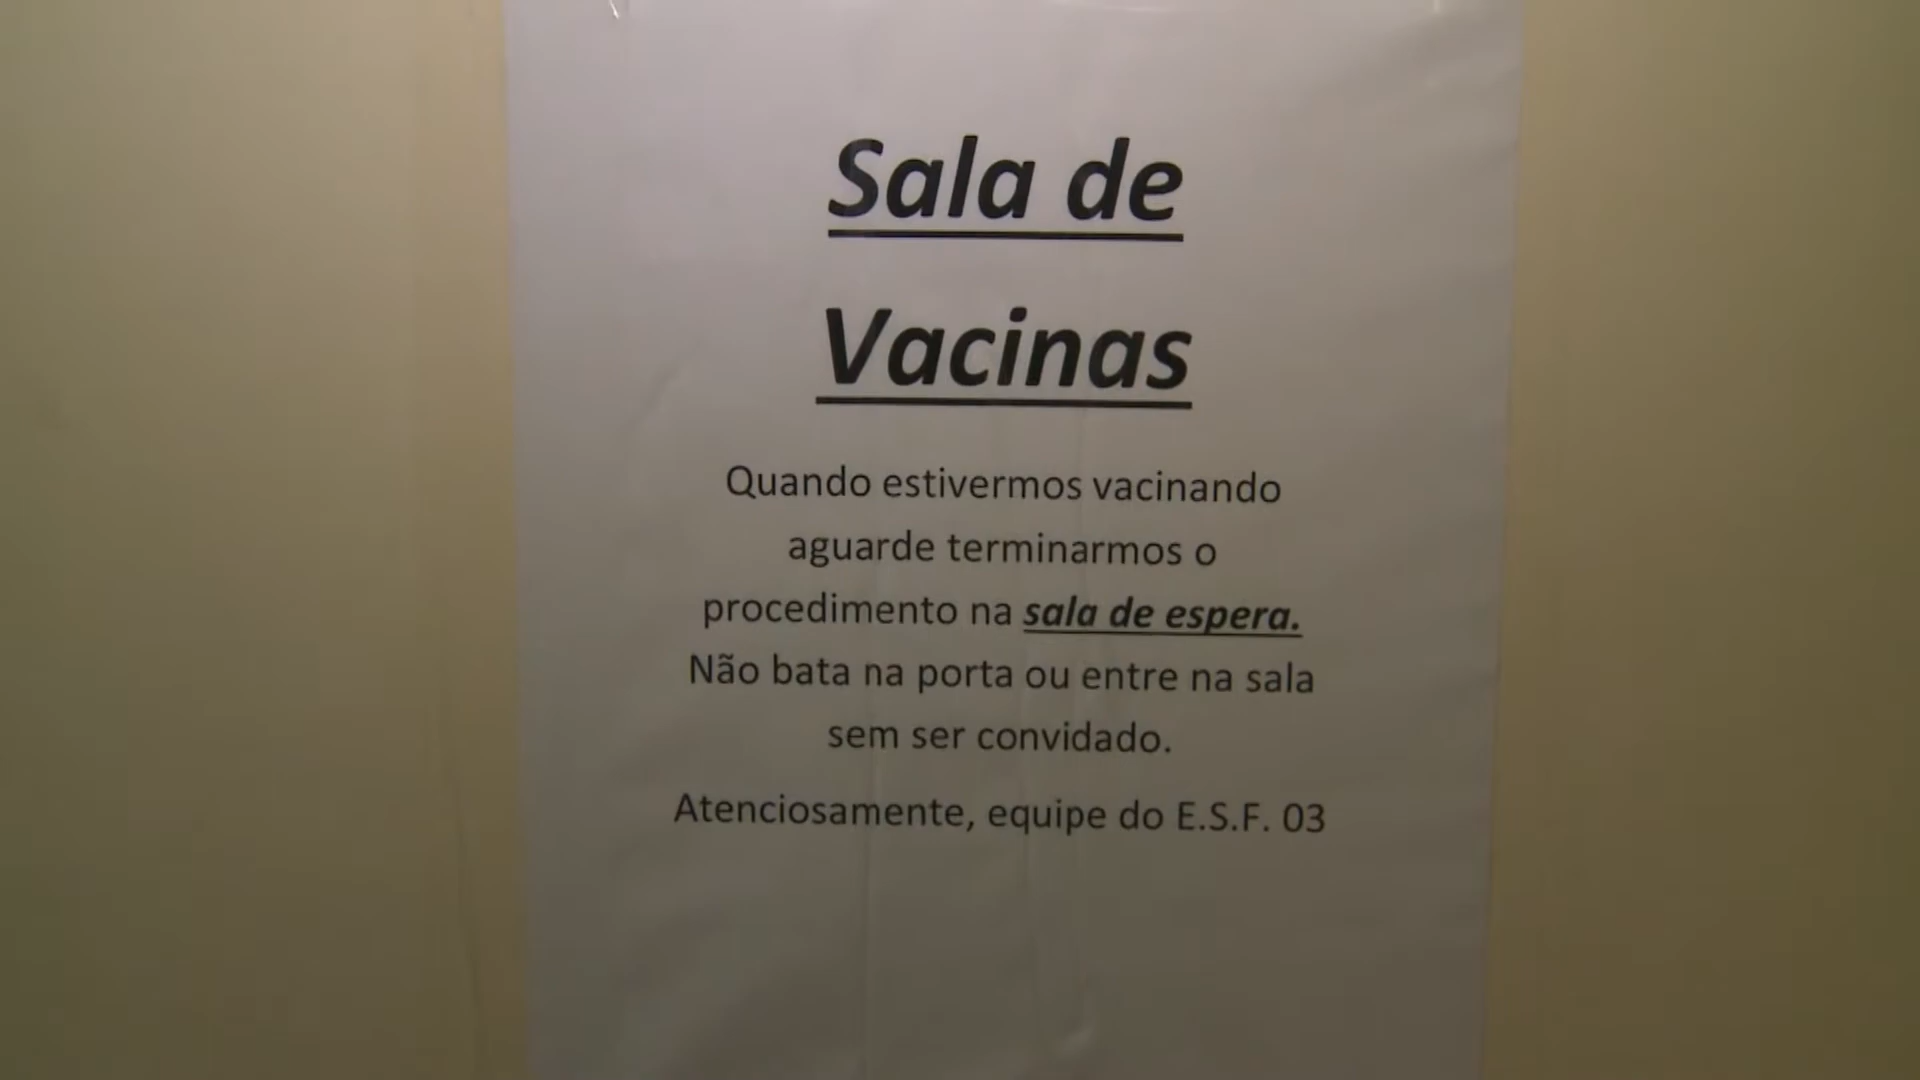 Sala de
Vacinas
Quando estivermos vacinando
aguarde terminarmos o
procedimento na sala de espera.
Não bata na porta ou entre na sala
sem ser convidado.
Atenciosamente, equipe do E.S.F. 03